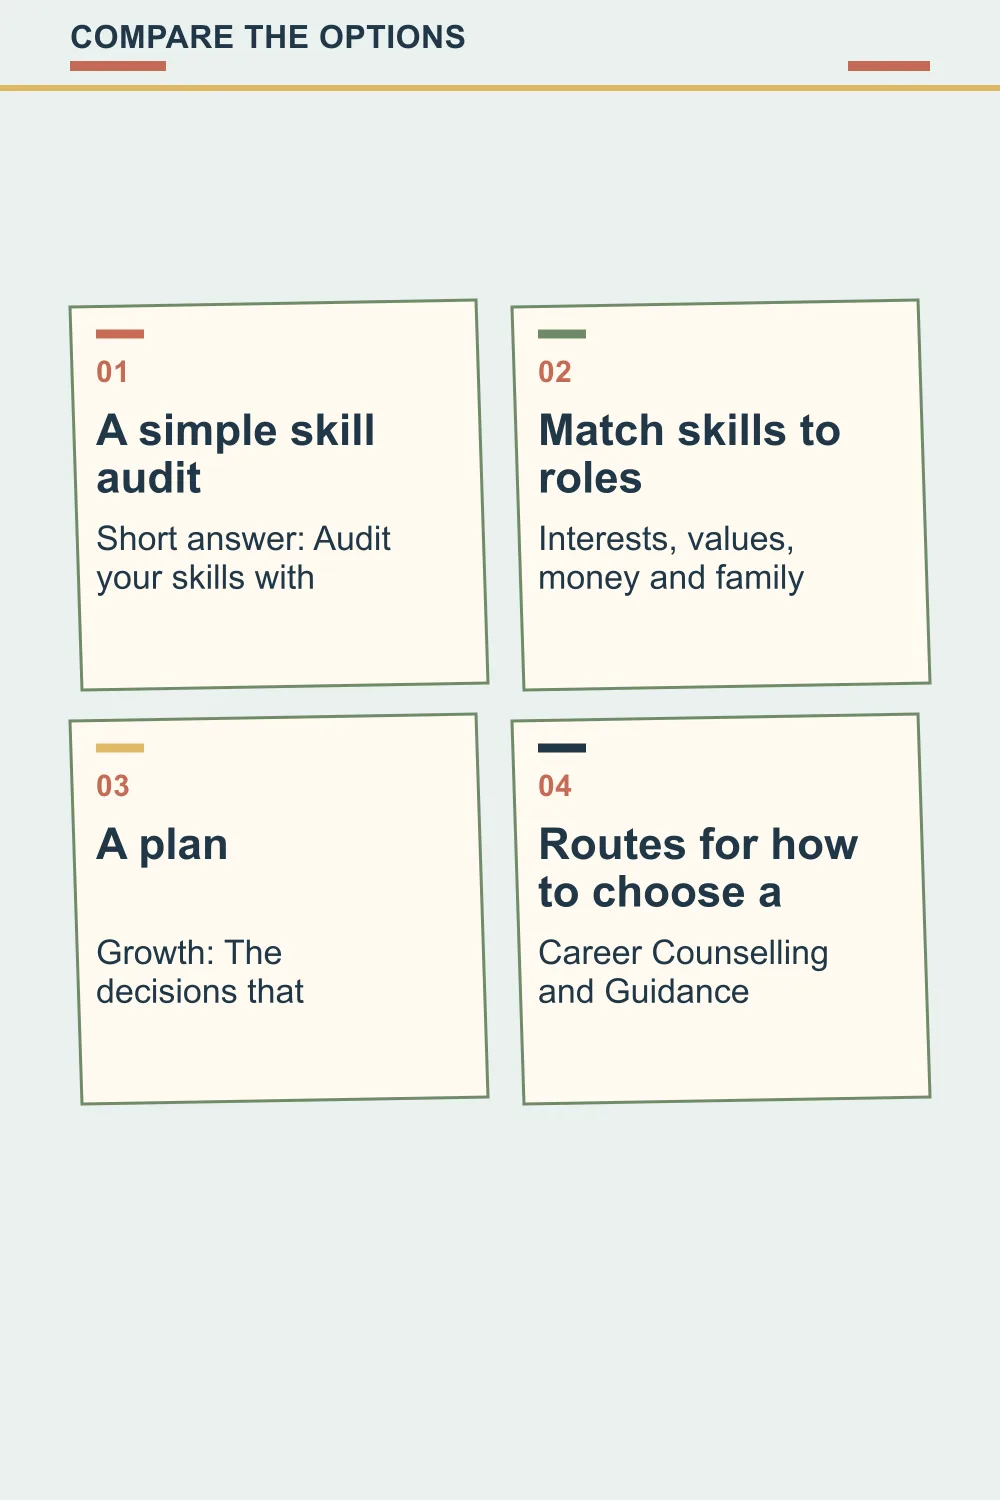 COMPARE THE OPTIONS
01
A simple skill
audit
Short answer: Audit
your skills with
02
Match skills to
roles
Interests, values,
money and family
03
A plan
Growth: The
decisions that
04
Routes for how
to choose a
Career Counselling
and Guidance